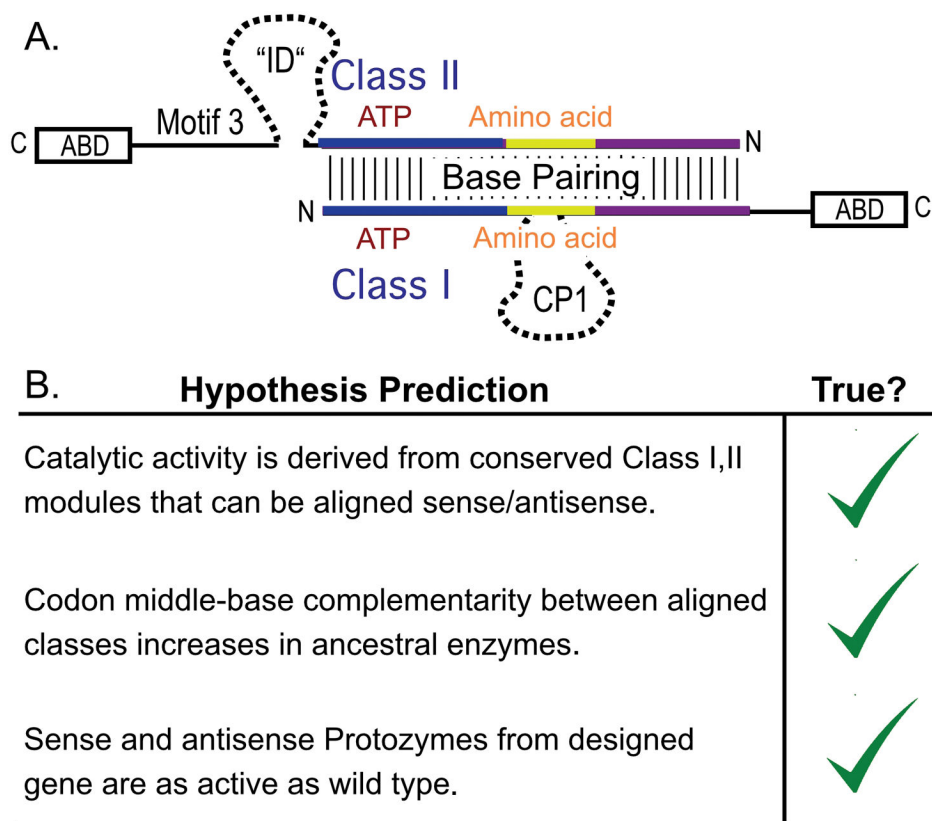 A.
“ID“
Class II
Motif 3
ATP
Amino acid
C
ABD
N
Base Pairing
N
ABD
C
ATP
Amino acid
Class I
CP1
B.
Hypothesis Prediction
True?
Catalytic activity is derived from conserved Class I,II
modules that can be aligned sense/antisense.
Codon middle-base complementarity between aligned
classes increases in ancestral enzymes.
Sense and antisense Protozymes from designed
gene are as active as wild type.